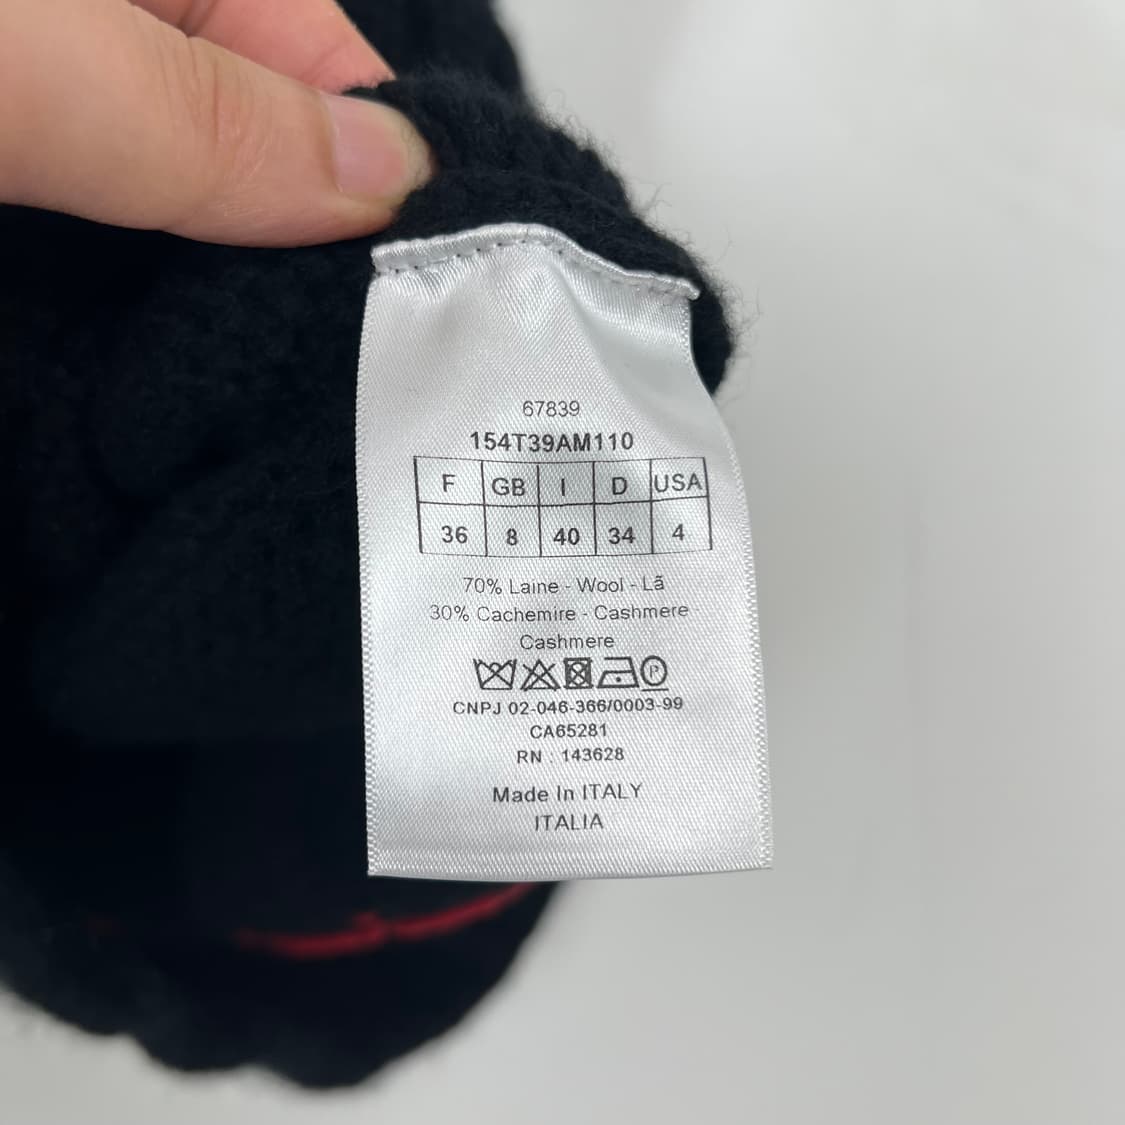 67839
154T39AM110
F GB I D USA
36 8 40 34 4
70% Laine - Wool - Lã
30% Cachemire - Cashmere -
Cashmere
P
CNPJ 02-046-366/0003-99
CA65281
RN : 143628
Made In ITALY
ITALIA